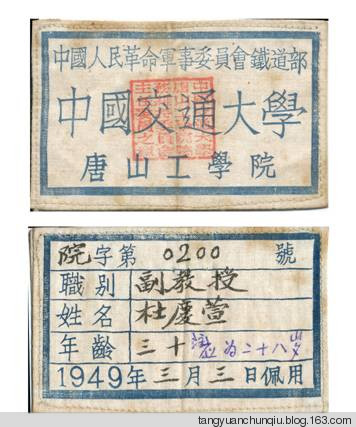 中國人民革命軍事委員會鐵道部
中國交通大學
唐山工學院
院字第 0200 號
職別 副教授
姓名 杜慶萱
年齡 三十 應為二十八岁
1949年三月三日佩用
tangyuanchunqiu.blog.163.com